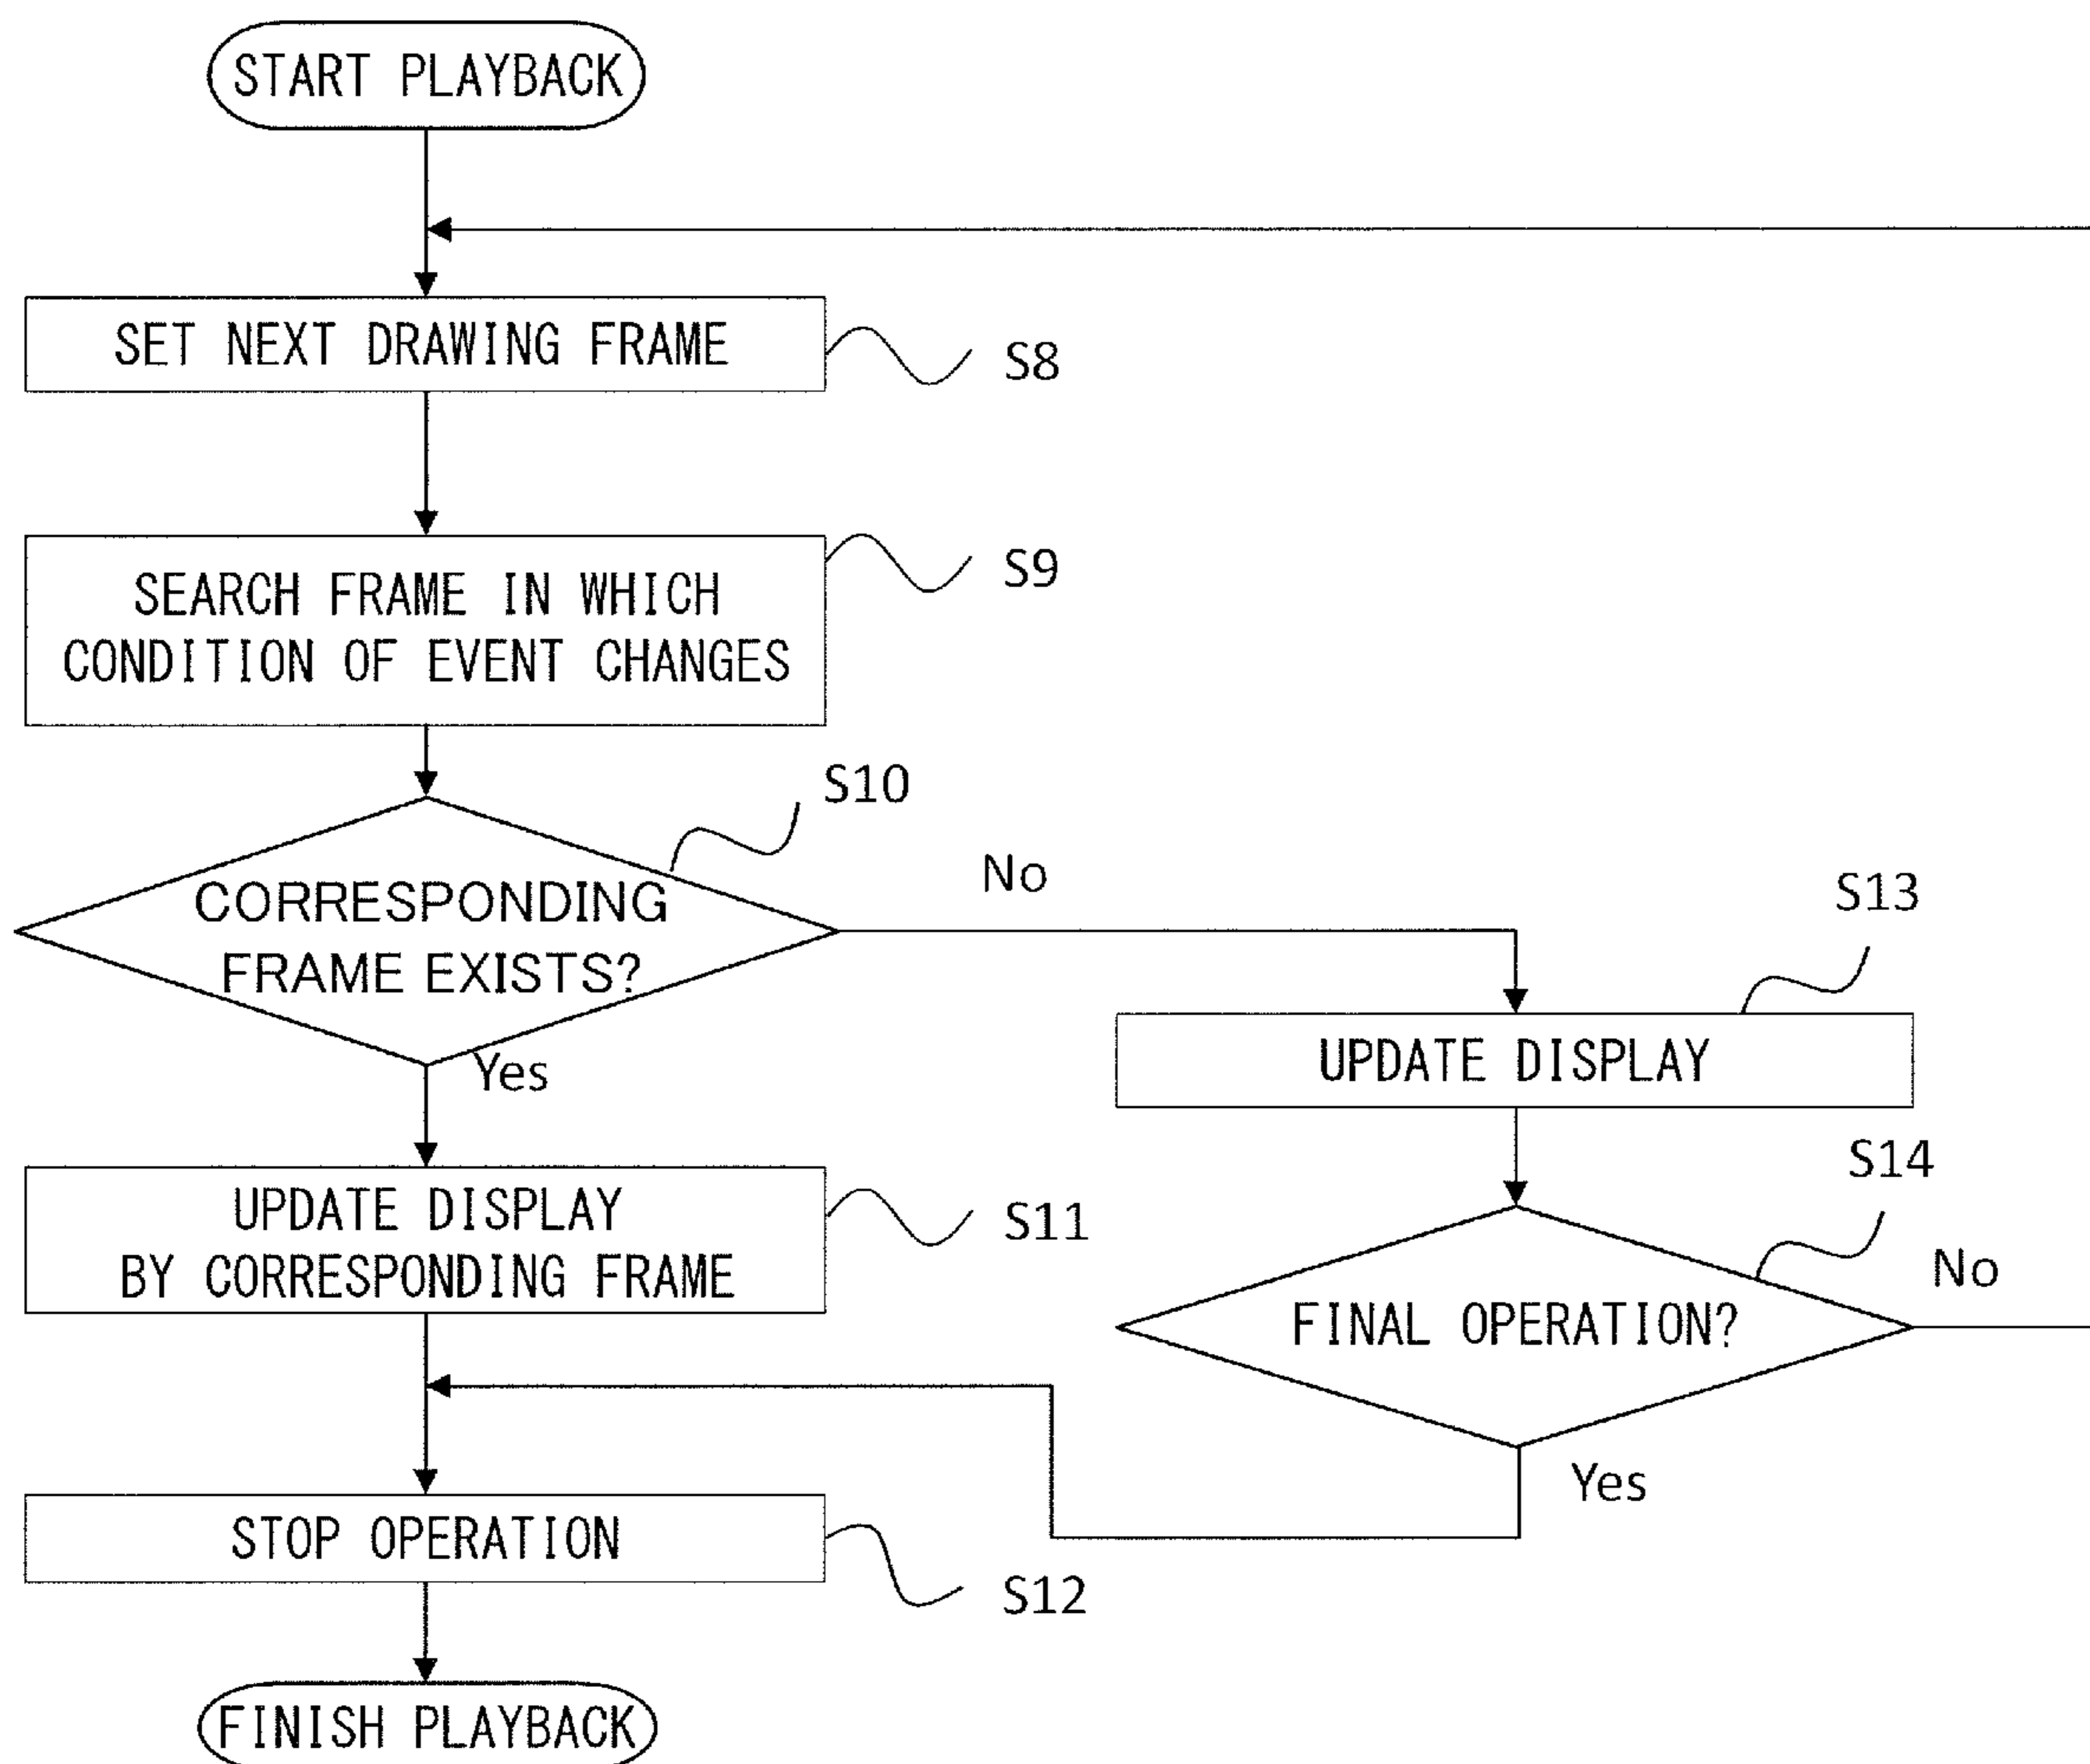 START PLAYBACK
SET NEXT DRAWING FRAME
S8
SEARCH FRAME IN WHICH
CONDITION OF EVENT CHANGES
S9
S10
CORRESPONDING
FRAME EXISTS?
No
Yes
S13
UPDATE DISPLAY
UPDATE DISPLAY
BY CORRESPONDING FRAME
S11
S14
FINAL OPERATION?
No
Yes
STOP OPERATION
S12
FINISH PLAYBACK